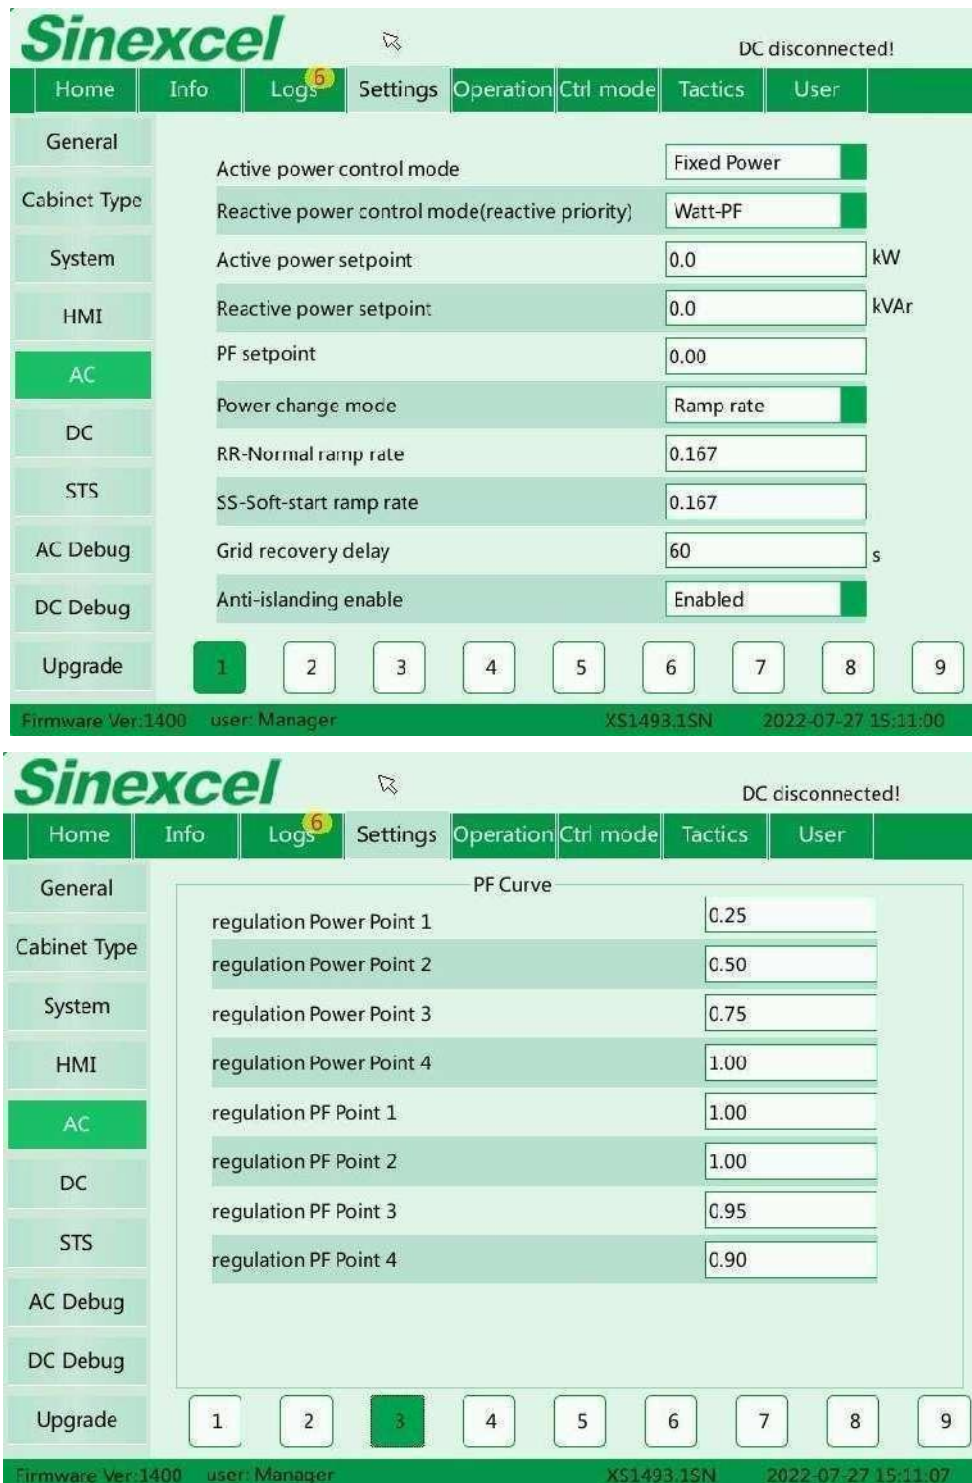 Sinexcel
DC disconnected!
Home Info Logs 6 Settings Operation Ctrl mode Tactics User
General
Cabinet Type
System
HMI
AC
DC
STS
AC Debug
DC Debug
Upgrade
Active power control mode Fixed Power
Reactive power control mode(reactive priority) Watt-PF
Active power setpoint 0.0 kW
Reactive power setpoint 0.0 kVAr
PF setpoint 0.00
Power change mode Ramp rate
RR-Normal ramp rate 0.167
SS-Soft-start ramp rate 0.167
Grid recovery delay 60 s
Anti-islanding enable Enabled
1 2 3 4 5 6 7 8 9
Firmware Ver:1400 user: Manager XS1493.1SN 2022-07-27 15:11:00
Sinexcel
DC disconnected!
Home Info Logs 6 Settings Operation Ctrl mode Tactics User
General
Cabinet Type
System
HMI
AC
DC
STS
AC Debug
DC Debug
Upgrade
PF Curve
regulation Power Point 1 0.25
regulation Power Point 2 0.50
regulation Power Point 3 0.75
regulation Power Point 4 1.00
regulation PF Point 1 1.00
regulation PF Point 2 1.00
regulation PF Point 3 0.95
regulation PF Point 4 0.90
1 2 3 4 5 6 7 8 9
Firmware Ver:1400 user: Manager XS1493.1SN 2022-07-27 15:11:07